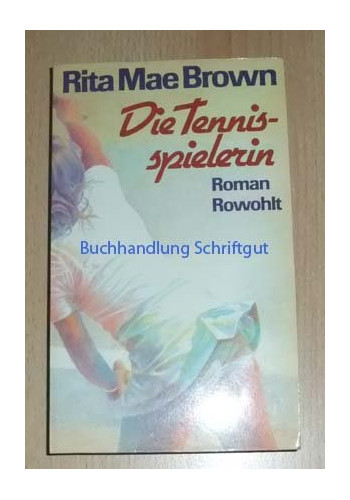 Rita Mae Brown
Die Tennis-
spielerin
Roman
Rowohlt
Buchhandlung Schriftgut